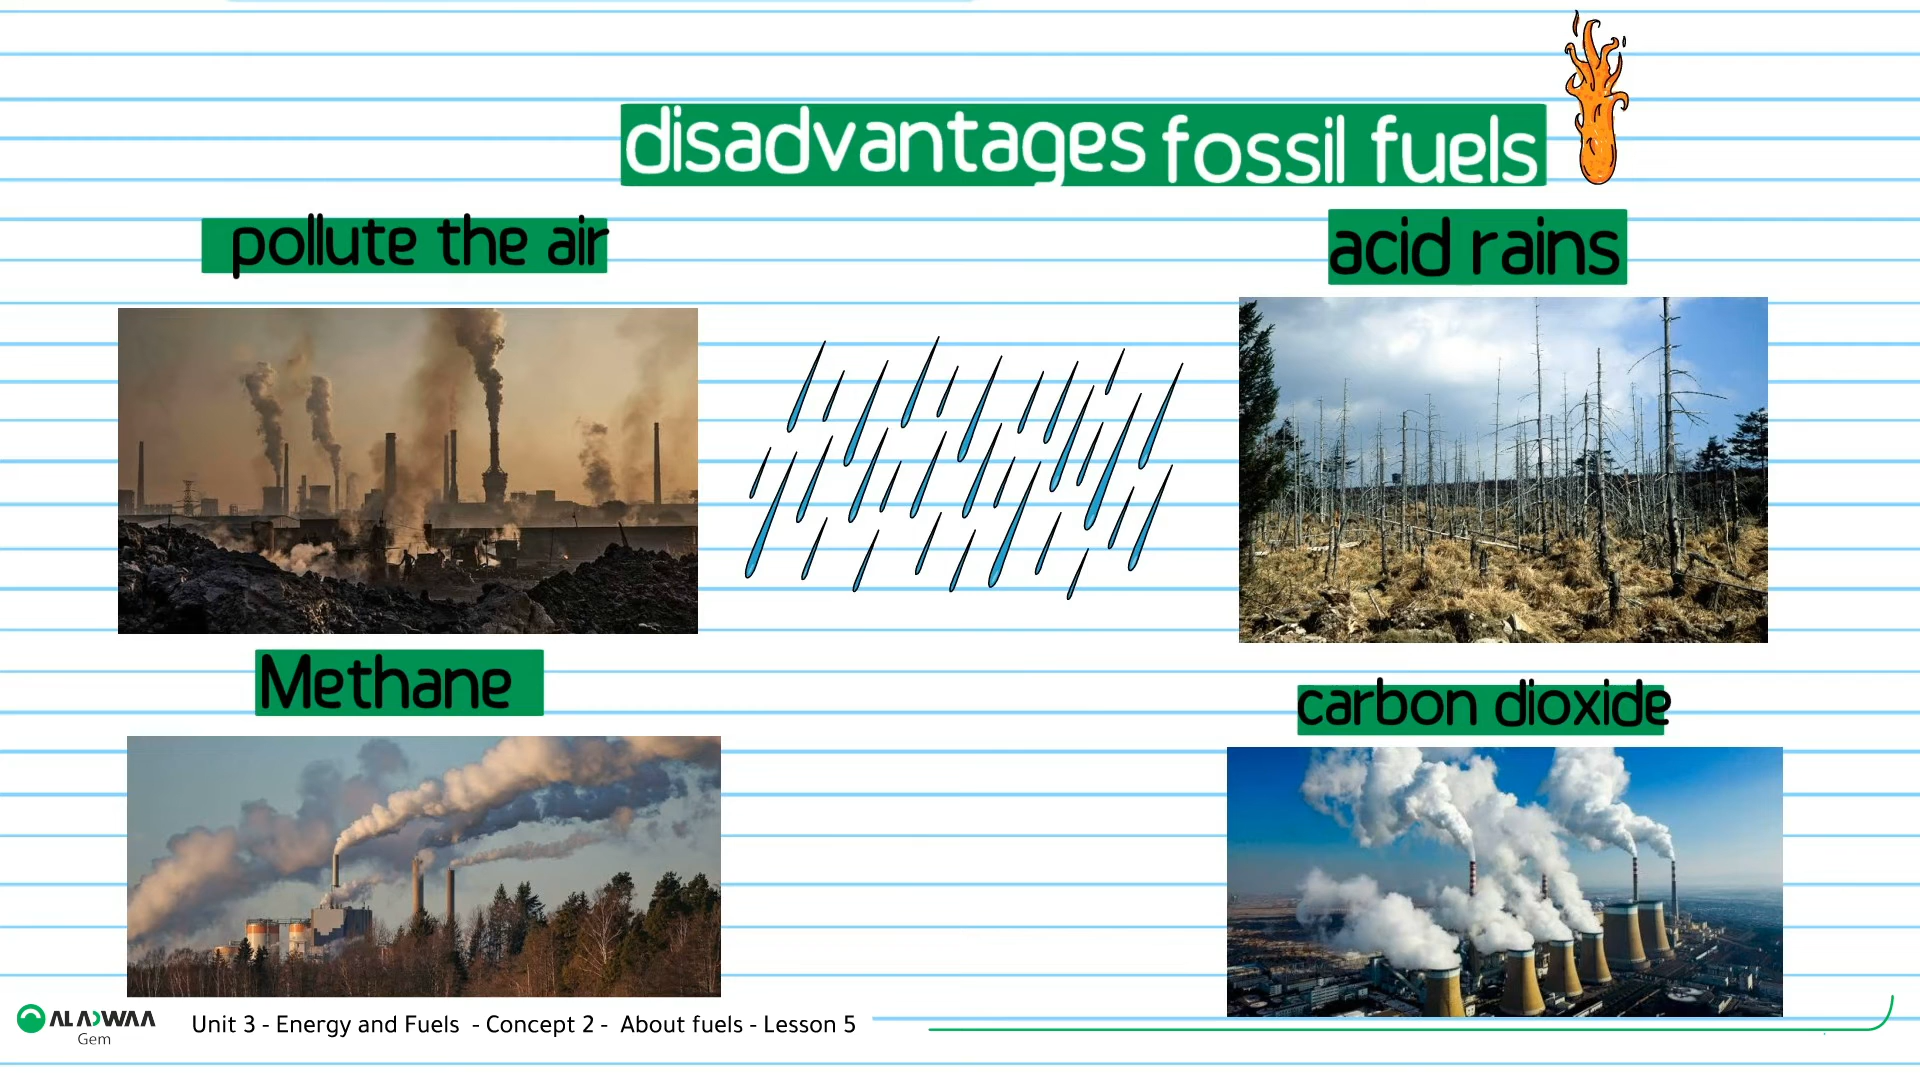 disadvantages fossil fuels
pollute the air
acid rains
Methane
carbon dioxide
ALADWAA
Gem
Unit 3 - Energy and Fuels - Concept 2 - About fuels - Lesson 5